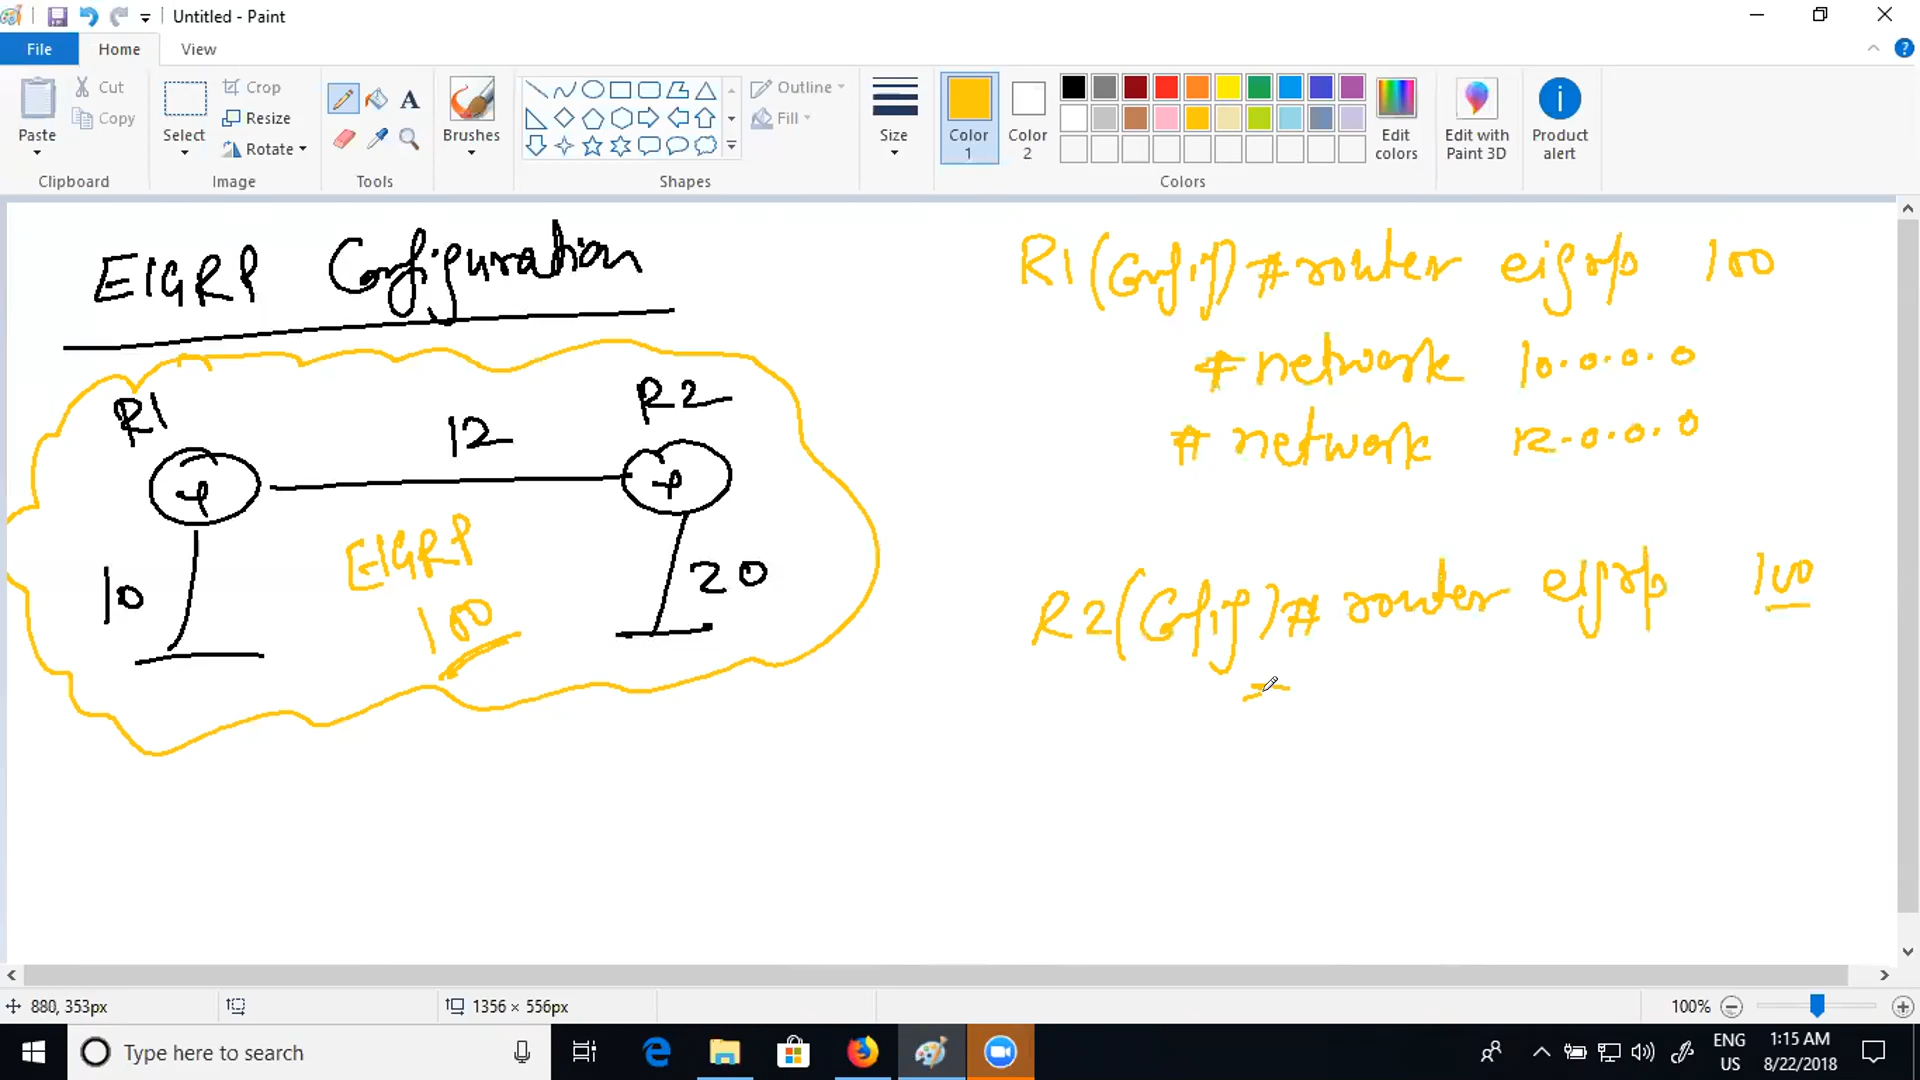 Untitled - Paint
File Home View
Paste
Cut
Copy
Clipboard
Select
Crop
Resize
Rotate
Image
Tools
Brushes
Shapes
Outline
Fill
Size
Color 1
Color 2
Edit colors
Edit with Paint 3D
Product alert
Colors
EIGRP Configuration
R1
R2
12
10
20
EIGRP
100
R1(Config)#router eigrp 100
#network 10.0.0.0
#network 12.0.0.0
R2(Config)#router eigrp 100
880, 353px
1356 × 556px
100%
Type here to search
ENG
US
1:15 AM
8/22/2018